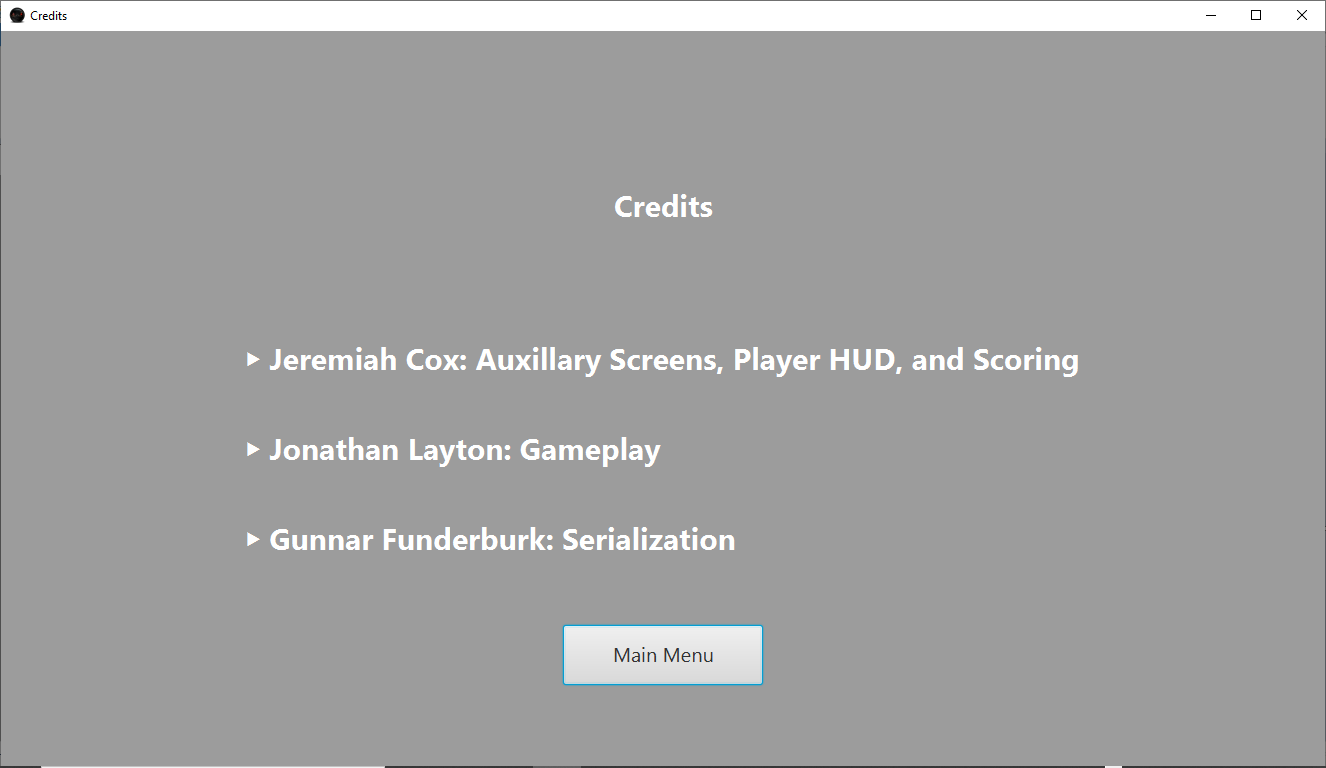 Credits
Credits
Jeremiah Cox: Auxillary Screens, Player HUD, and Scoring
Jonathan Layton: Gameplay
Gunnar Funderburk: Serialization
Main Menu